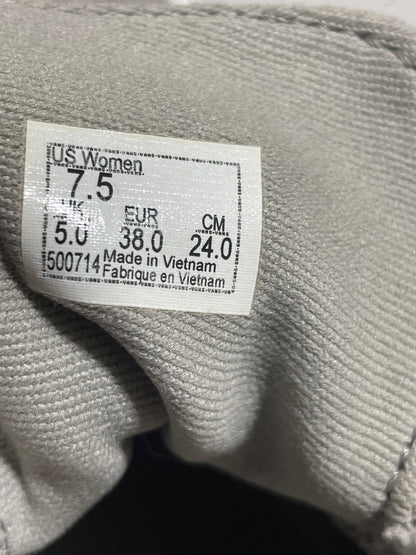 US Women
7.5
UK EUR CM
5.0 38.0 24.0
500714 Made in Vietnam
Fabrique en Vietnam